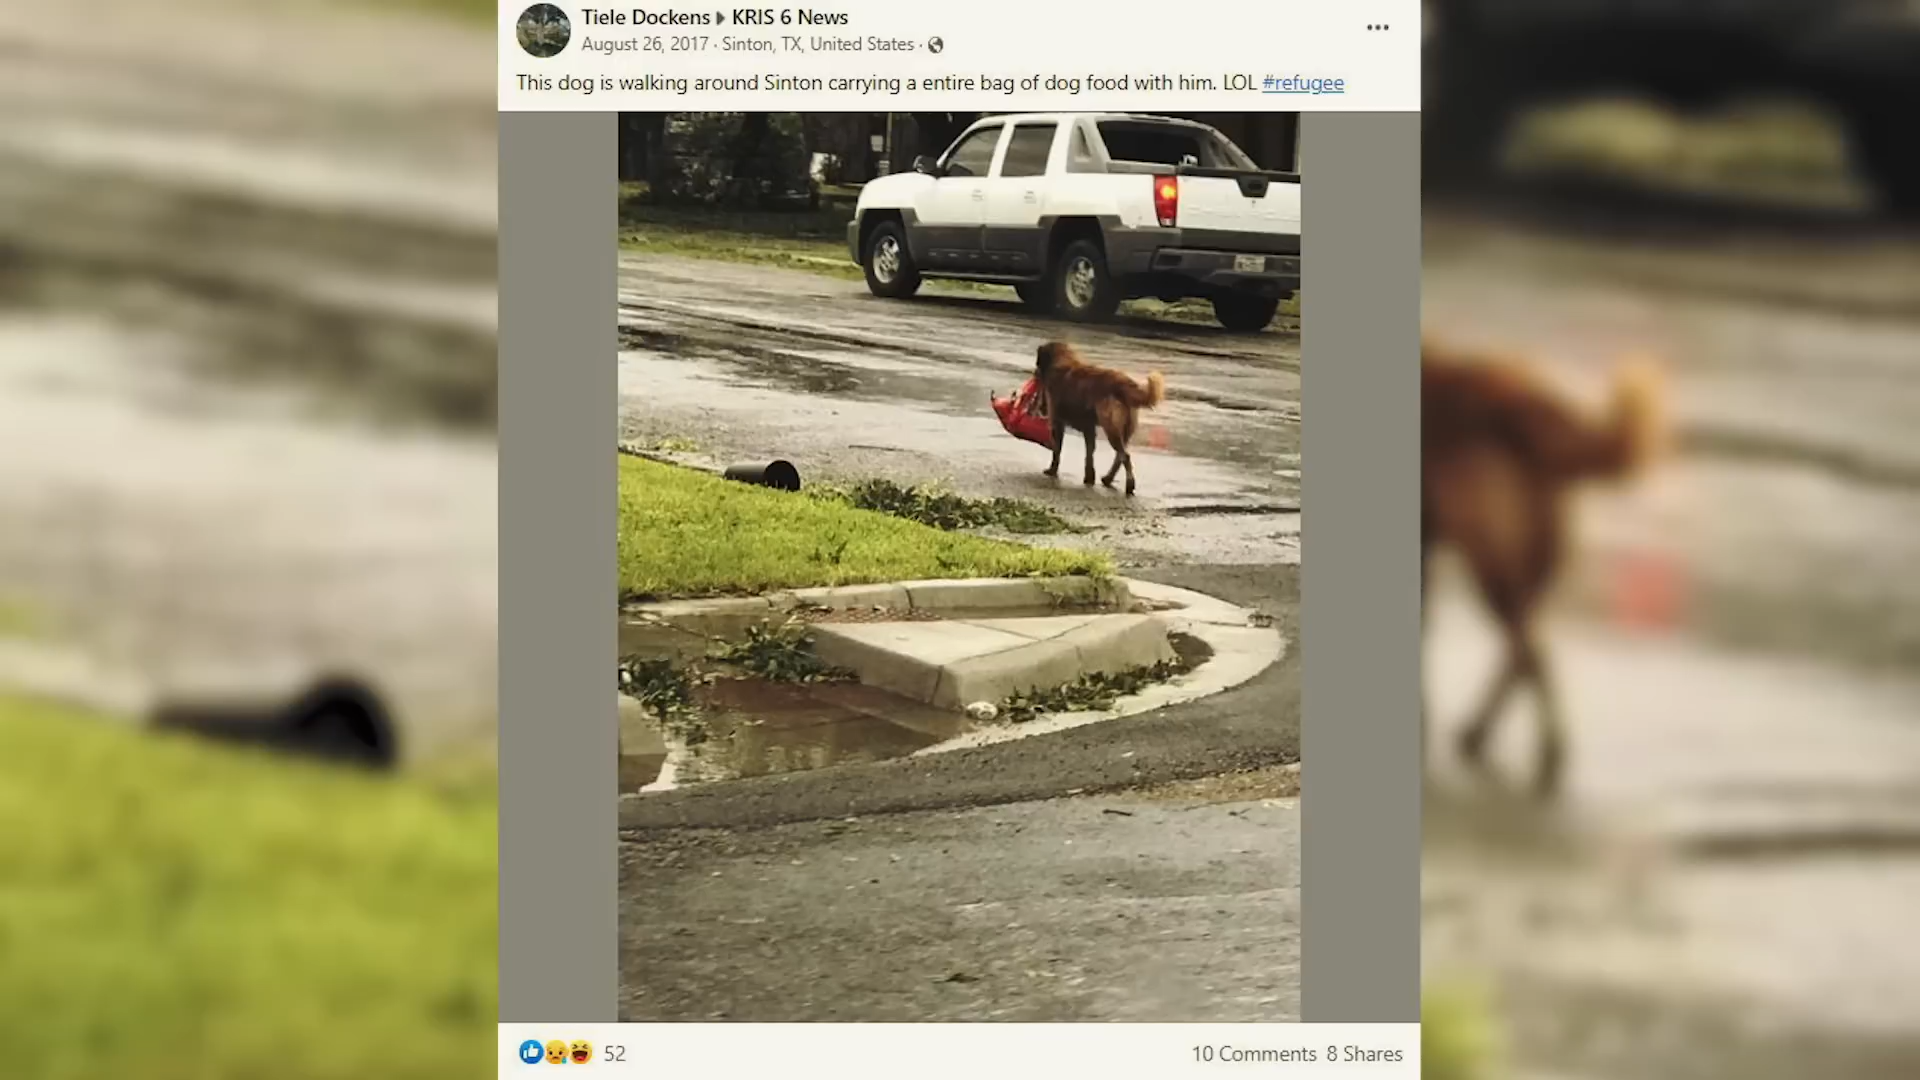 Tiele Dockens ▸ KRIS 6 News
August 26, 2017 · Sinton, TX, United States ·
This dog is walking around Sinton carrying a entire bag of dog food with him. LOL #refugee
52
10 Comments 8 Shares